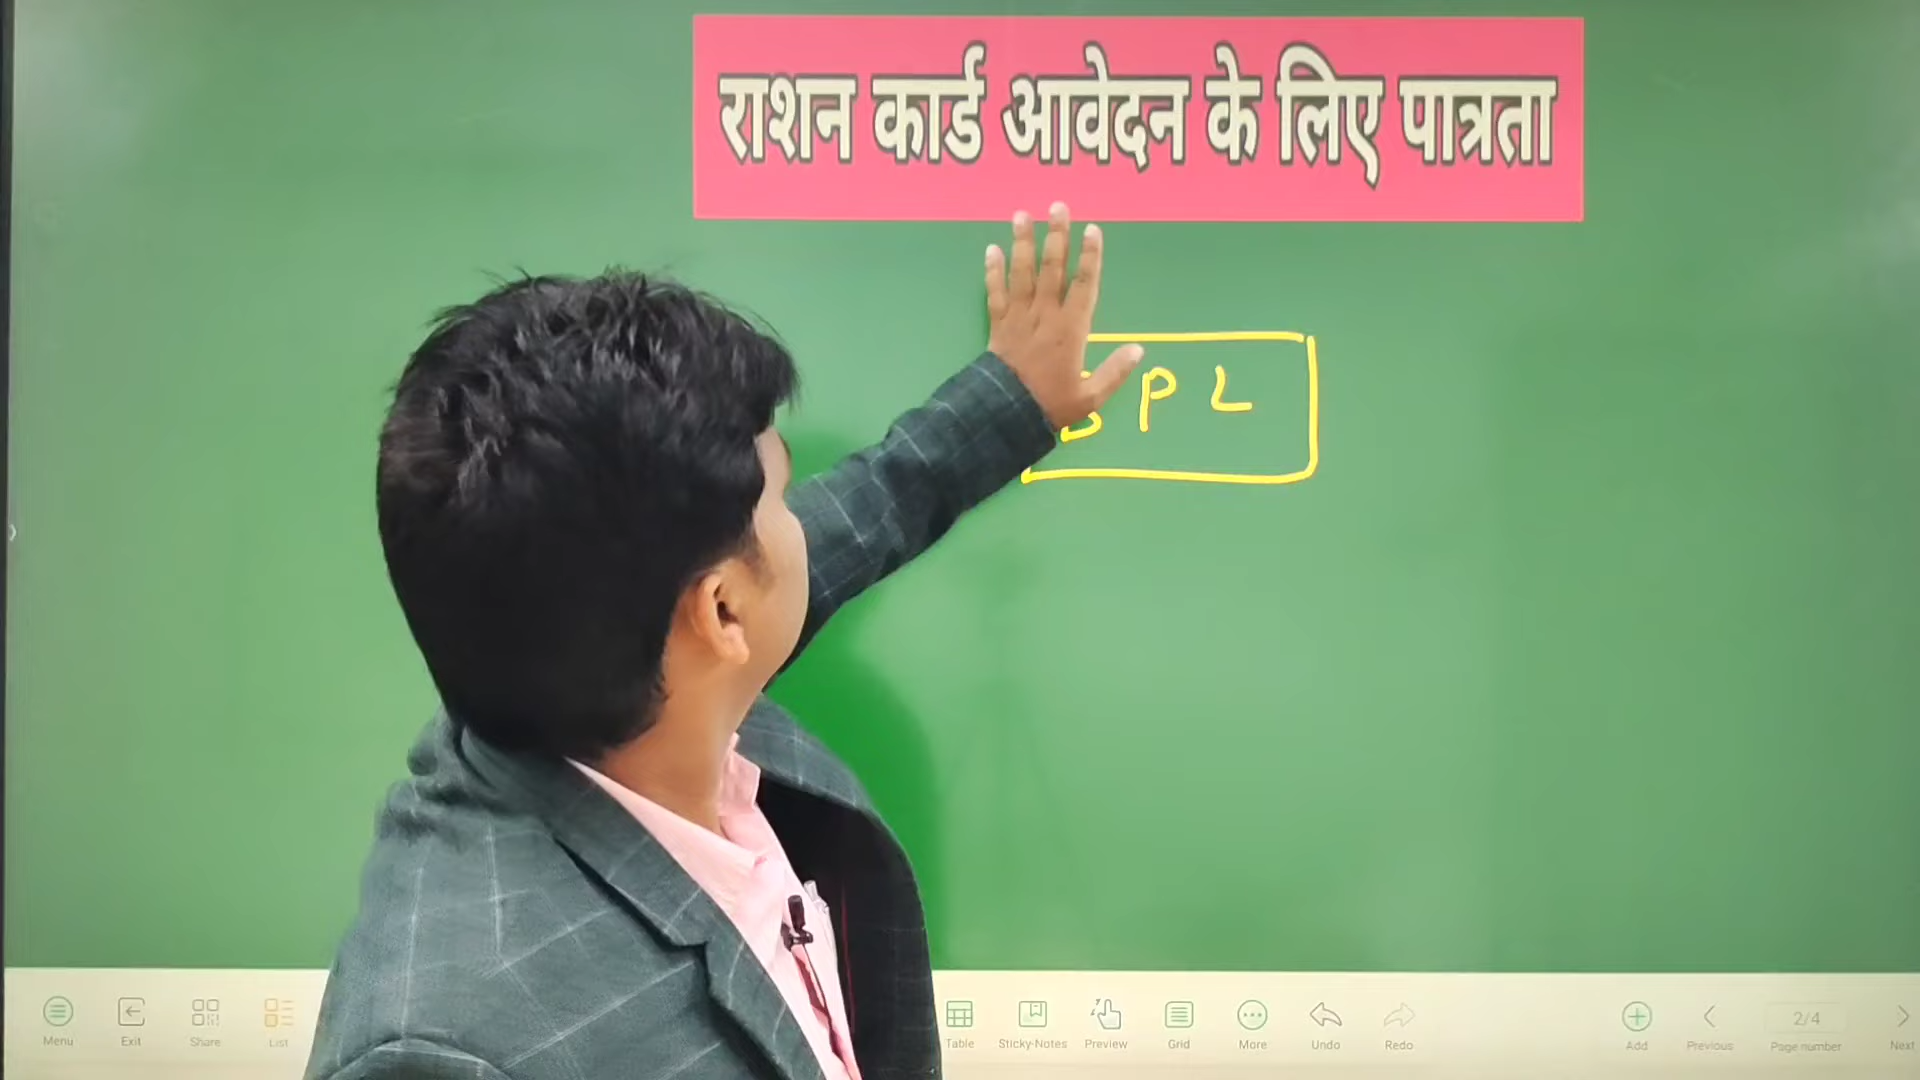 राशन कार्ड आवेदन के लिए पात्रता
B P L
Menu Exit Share List Table Sticky-Notes Preview Grid More Undo Redo Add Previous 2/4 Page number Next